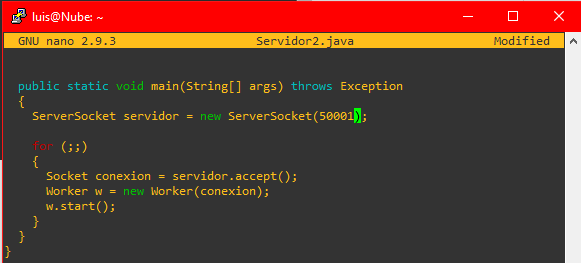 luis@Nube: ~
GNU nano 2.9.3 Servidor2.java Modified
public static void main(String[] args) throws Exception
{
ServerSocket servidor = new ServerSocket(50001);
for (;;)
{
Socket conexion = servidor.accept();
Worker w = new Worker(conexion);
w.start();
}
}
}